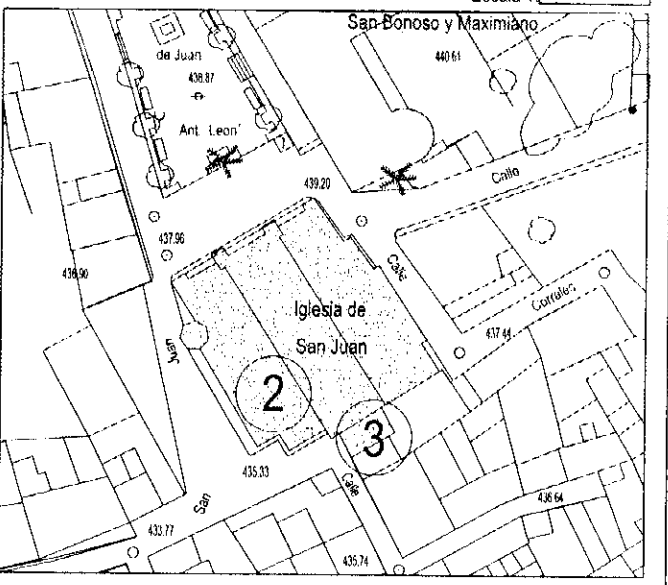 San Bonoso y Maximiano
de Juan
438.87
440.61
Ant. Leon
439.20
Calle
437.96
436.90
Calle
Iglesia de
San Juan
Juan
Corrales
437.44
2
3
435.33
Calle
San
436.64
433.77
435.74